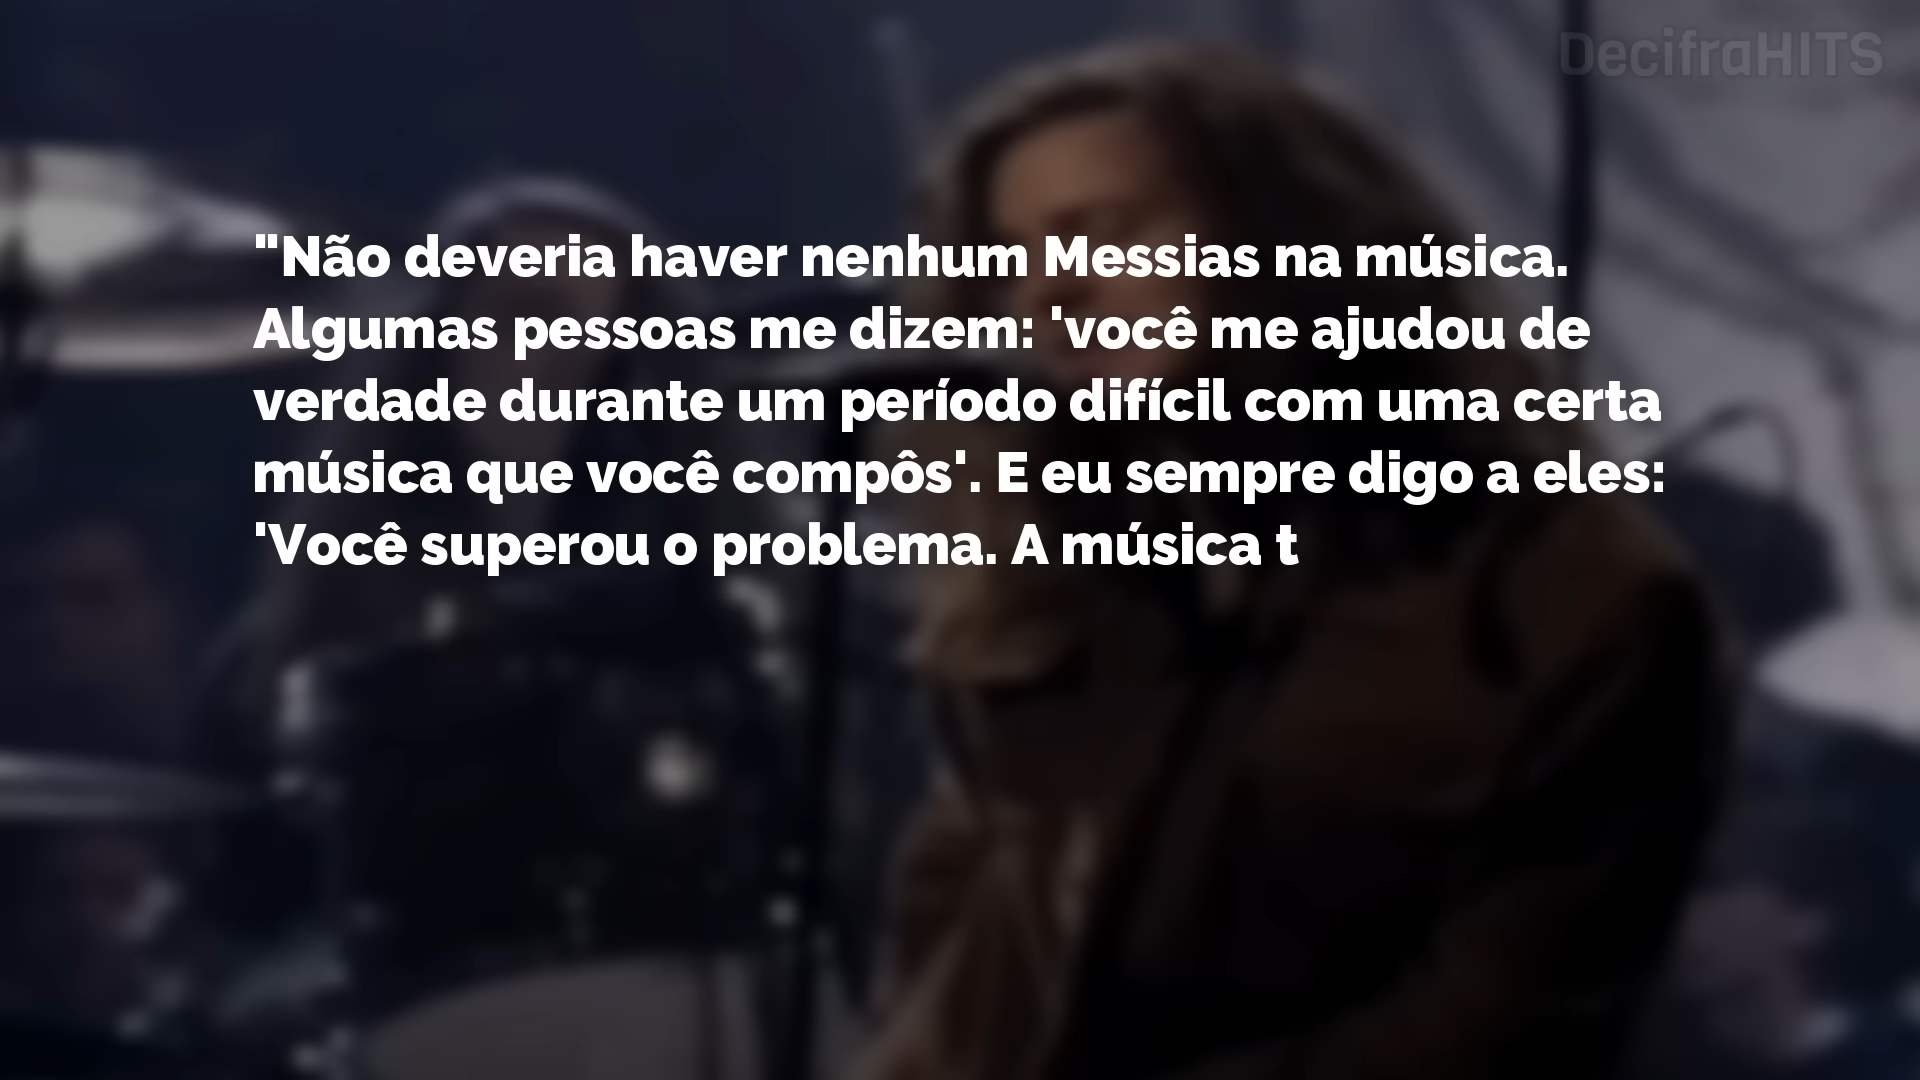 DecifraHITS
"Não deveria haver nenhum Messias na música.
Algumas pessoas me dizem: 'você me ajudou de
verdade durante um período difícil com uma certa
música que você compôs'. E eu sempre digo a eles:
'Você superou o problema. A música t